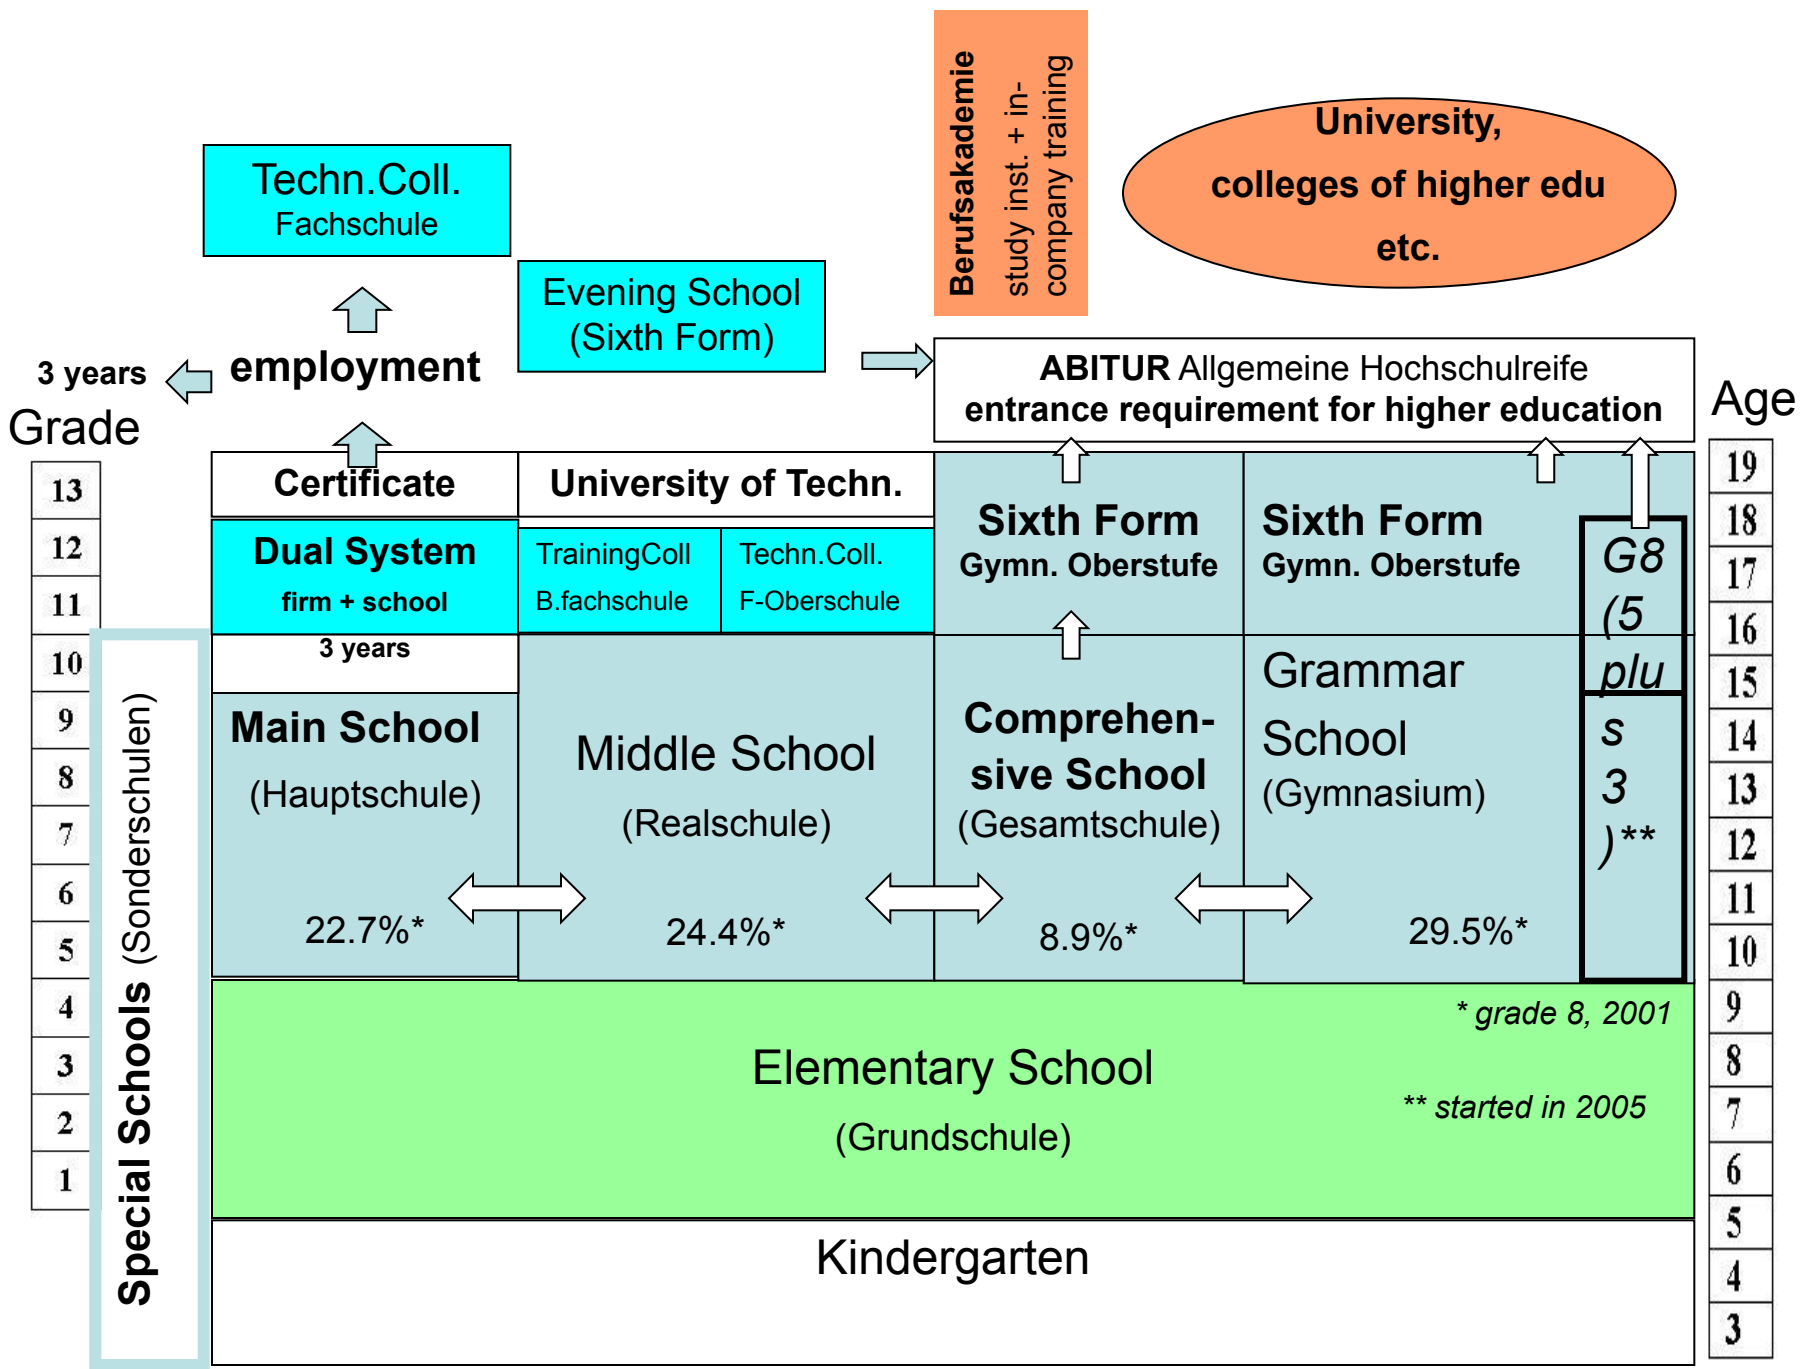 Berufsakademie
study inst. + in-
company training
University,
colleges of higher edu
etc.
Techn.Coll.
Fachschule
Evening School
(Sixth Form)
3 years
employment
ABITUR Allgemeine Hochschulreife
entrance requirement for higher education
Grade
Age
13
12
11
10
9
8
7
6
5
4
3
2
1
Special Schools (Sonderschulen)
Certificate
University of Techn.
Dual System
firm + school
3 years
TrainingColl
B.fachschule
Techn.Coll.
F-Oberschule
Sixth Form
Gymn. Oberstufe
Sixth Form
Gymn. Oberstufe
G8
(5
plu
s
3
)**
Main School
(Hauptschule)
22.7%*
Middle School
(Realschule)
24.4%*
Comprehen-
sive School
(Gesamtschule)
8.9%*
Grammar
School
(Gymnasium)
29.5%*
* grade 8, 2001
Elementary School
(Grundschule)
** started in 2005
Kindergarten
19
18
17
16
15
14
13
12
11
10
9
8
7
6
5
4
3